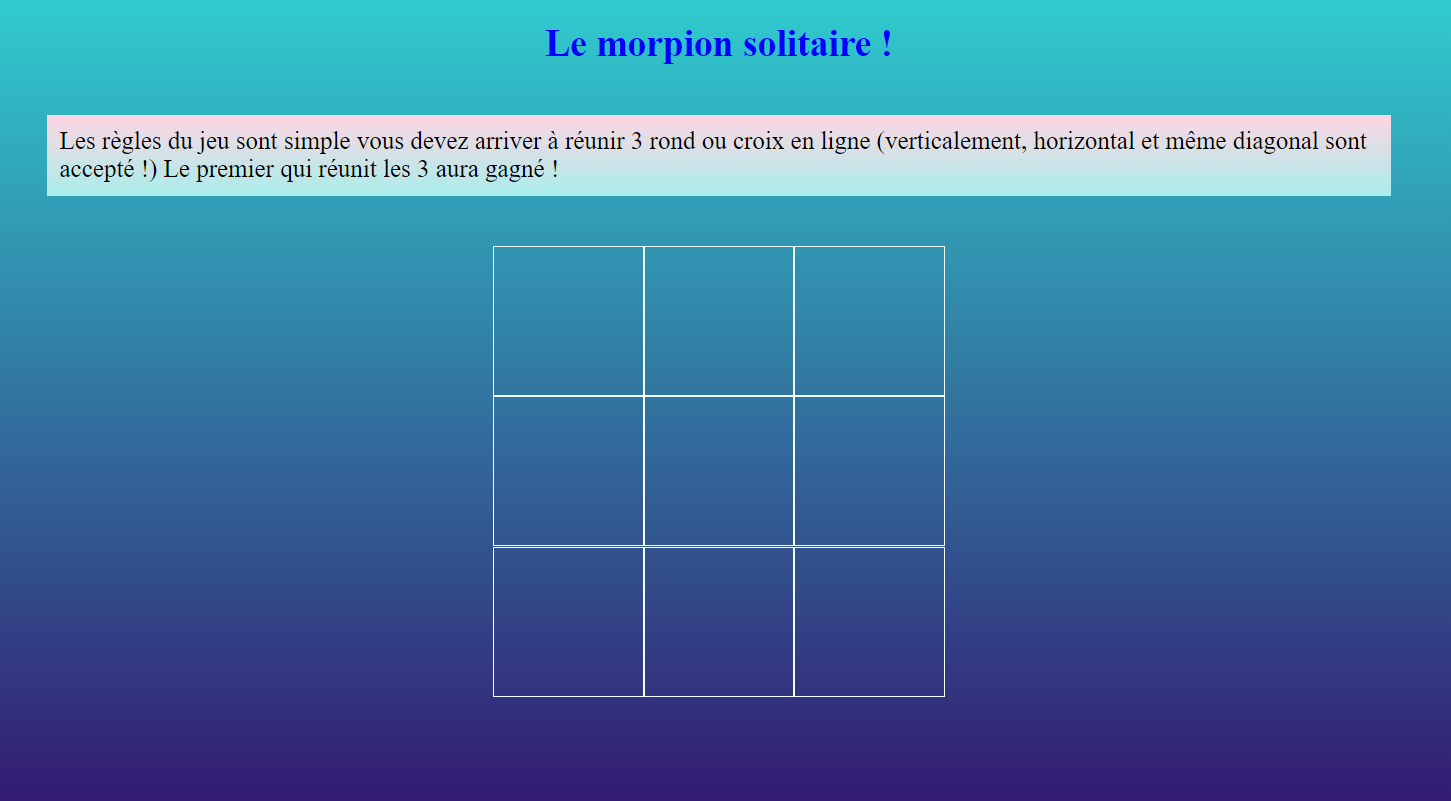 Le morpion solitaire !
Les règles du jeu sont simple vous devez arriver à réunir 3 rond ou croix en ligne (verticalement, horizontal et même diagonal sont
accepté !) Le premier qui réunit les 3 aura gagné !